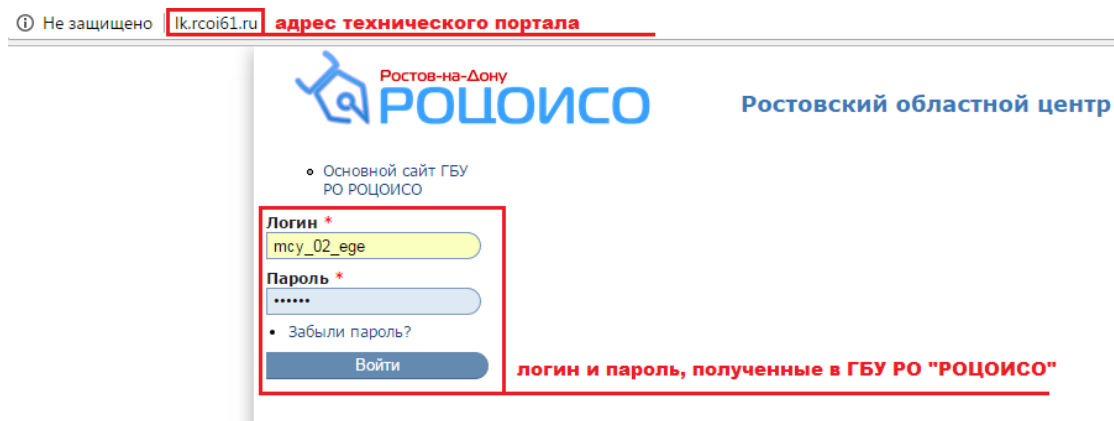 Не защищено lk.rcoi61.ru адрес технического портала
Ростов-на-Дону
РОЦОИСО
Ростовский областной центр
Основной сайт ГБУ
РО РОЦОИСО
Логин *
mcy_02_ege
Пароль *
••••••
Забыли пароль?
Войти
логин и пароль, полученные в ГБУ РО "РОЦОИСО"